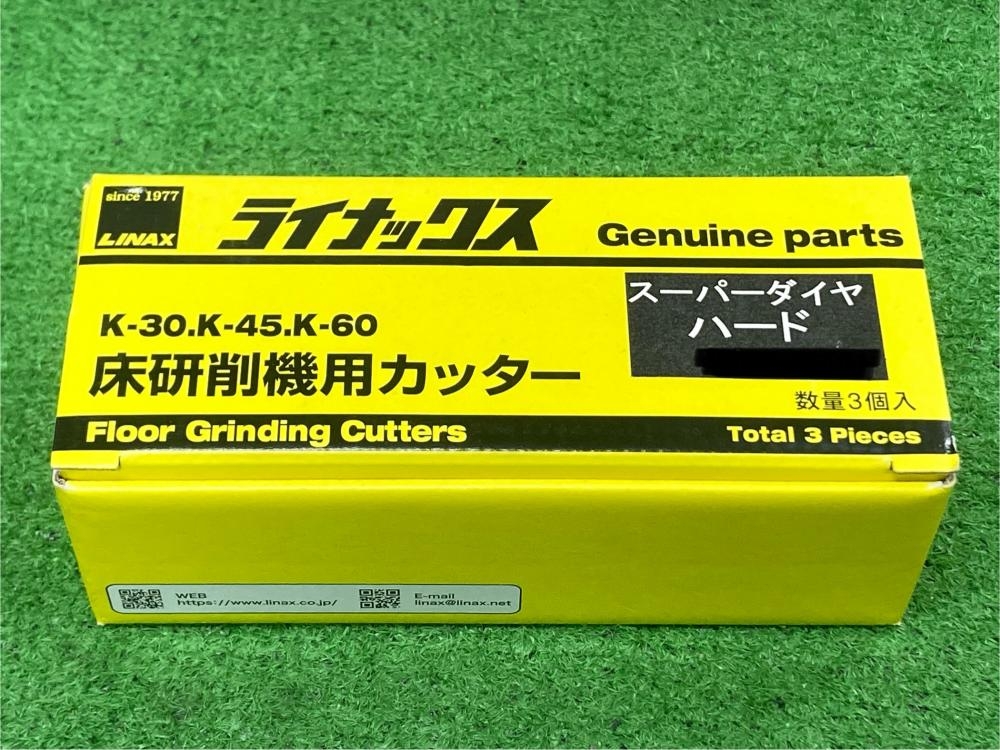 since 1977
LINAX
ライナックス
Genuine parts
K-30.K-45.K-60
床研削機用カッター
スーパーダイヤ
ハード
数量3個入
Floor Grinding Cutters
Total 3 Pieces
WEB
https://www.linax.co.jp/
E-mail
linax@linax.net